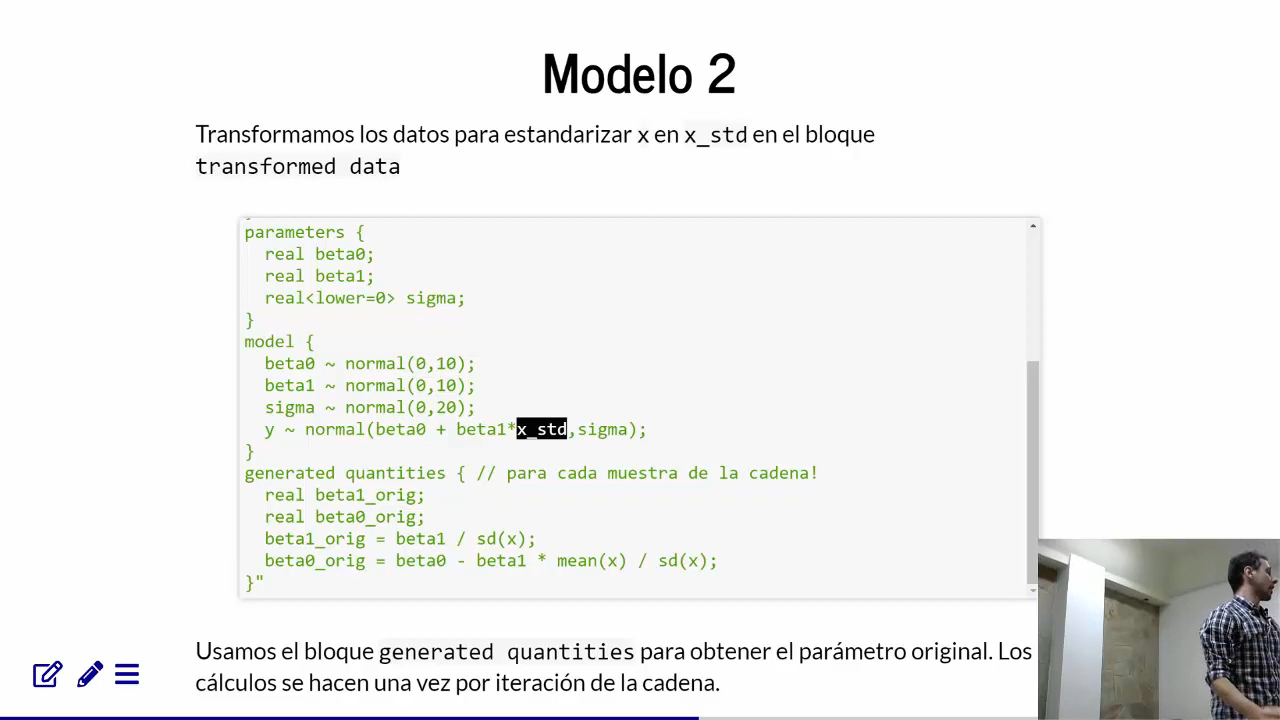 Modelo 2
Transformamos los datos para estandarizar x en x_std en el bloque
transformed data
parameters {
real beta0;
real beta1;
real<lower=0> sigma;
}
model {
beta0 ~ normal(0,10);
beta1 ~ normal(0,10);
sigma ~ normal(0,20);
y ~ normal(beta0 + beta1*x_std,sigma);
}
generated quantities { // para cada muestra de la cadena!
real beta1_orig;
real beta0_orig;
beta1_orig = beta1 / sd(x);
beta0_orig = beta0 - beta1 * mean(x) / sd(x);
}"
Usamos el bloque generated quantities para obtener el parámetro original. Los
cálculos se hacen una vez por iteración de la cadena.